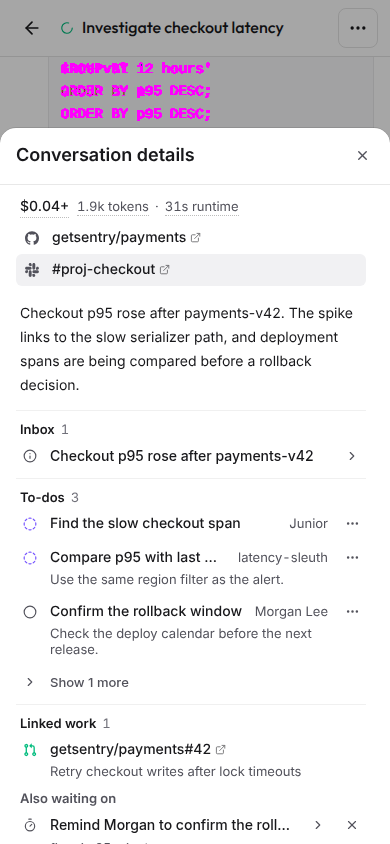 Investigate checkout latency
12 hours'
ORDER BY p95 DESC;
ORDER BY p95 DESC;
Conversation details
$0.04+ 1.9k tokens · 31s runtime
getsentry/payments
#proj-checkout
Checkout p95 rose after payments-v42. The spike
links to the slow serializer path, and deployment
spans are being compared before a rollback
decision.
Inbox 1
Checkout p95 rose after payments-v42
To-dos 3
Find the slow checkout span Junior
Compare p95 with last ... latency-sleuth
Use the same region filter as the alert.
Confirm the rollback window Morgan Lee
Check the deploy calendar before the next
release.
Show 1 more
Linked work 1
getsentry/payments#42
Retry checkout writes after lock timeouts
Also waiting on
Remind Morgan to confirm the roll...